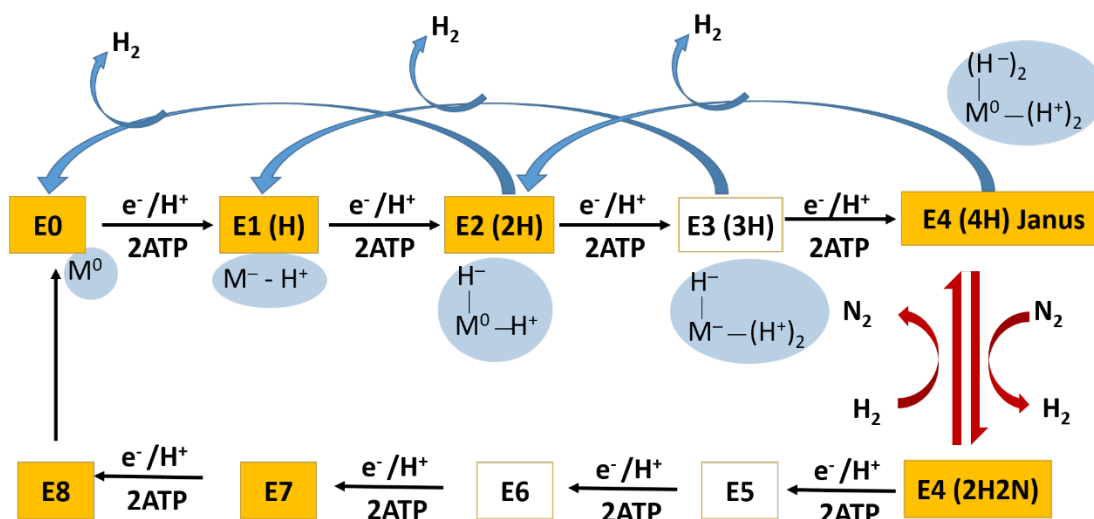 H₂
H₂
H₂
(H⁻)₂
M⁰ —(H⁺)₂
E0
e⁻/H⁺
2ATP
E1 (H)
e⁻/H⁺
2ATP
E2 (2H)
e⁻/H⁺
2ATP
E3 (3H)
e⁻/H⁺
2ATP
E4 (4H) Janus
M⁰
M⁻ - H⁺
H⁻
M⁰ —H⁺
H⁻
M⁻—(H⁺)₂
N₂
N₂
H₂
H₂
E8
e⁻/H⁺
2ATP
E7
e⁻/H⁺
2ATP
E6
e⁻/H⁺
2ATP
E5
e⁻/H⁺
2ATP
E4 (2H2N)